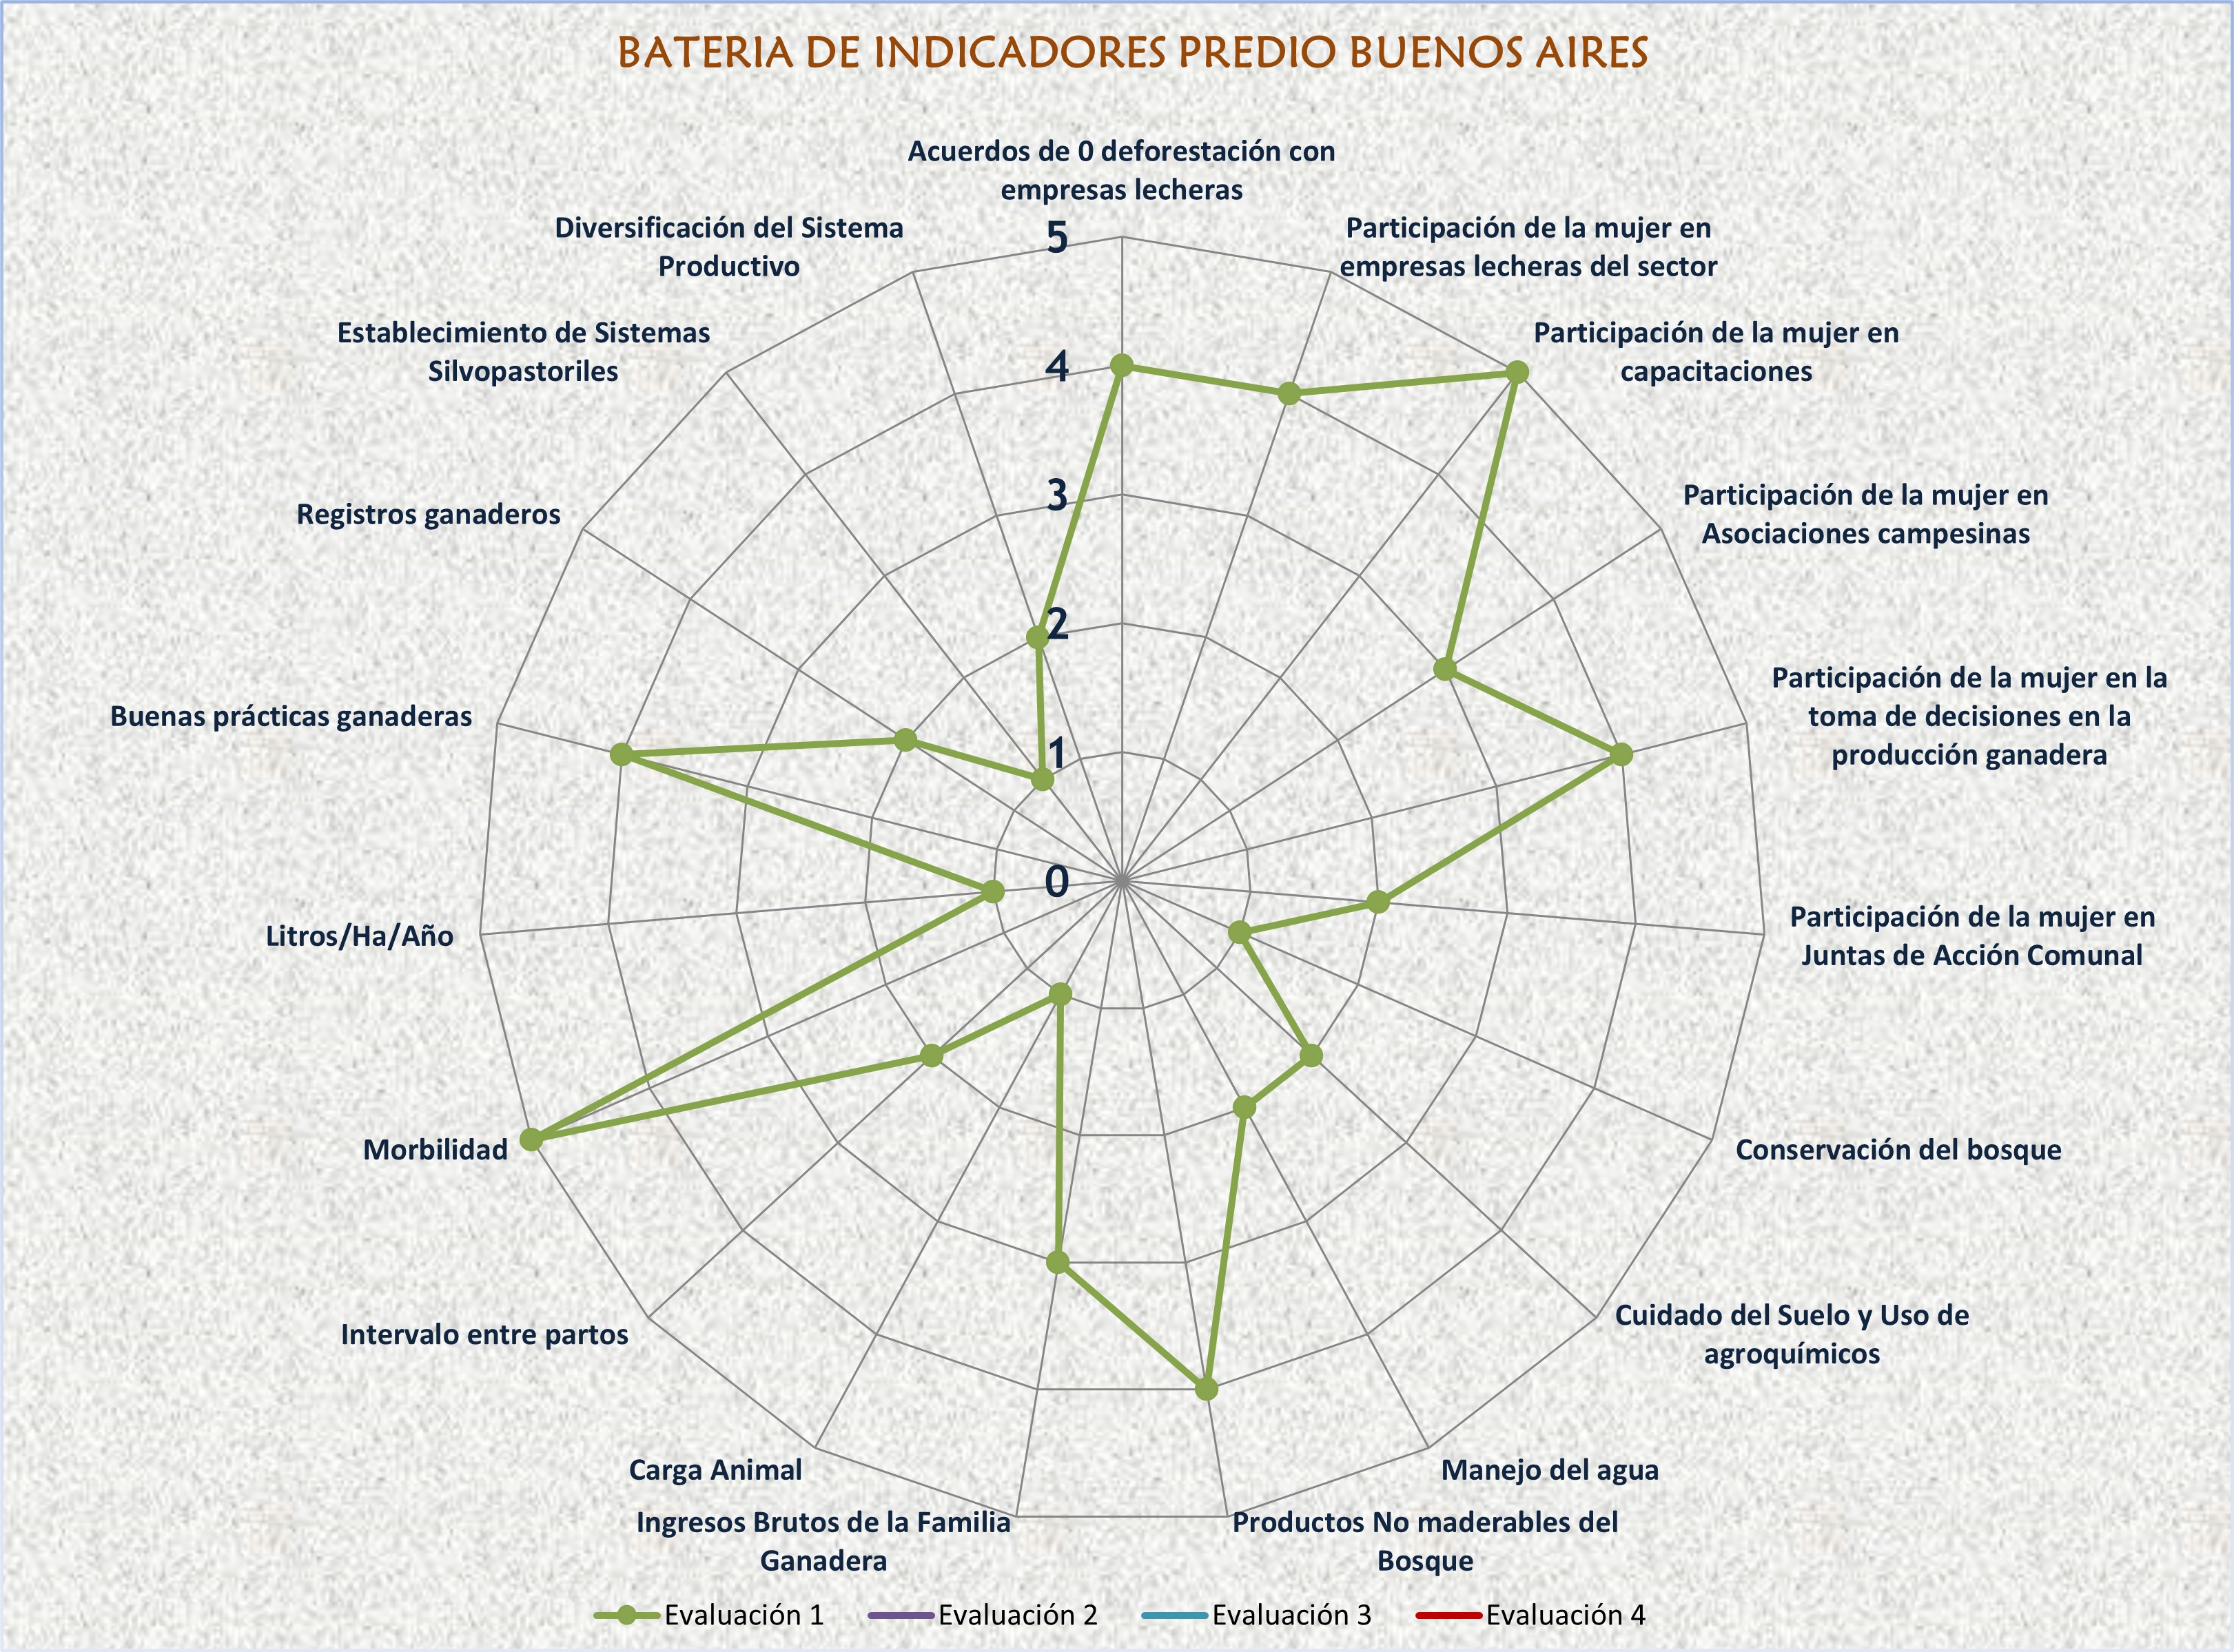 BATERIA DE INDICADORES PREDIO BUENOS AIRES
Acuerdos de 0 deforestación con
empresas lecheras
Participación de la mujer en
empresas lecheras del sector
Participación de la mujer en
capacitaciones
Participación de la mujer en
Asociaciones campesinas
Participación de la mujer en la
toma de decisiones en la
producción ganadera
Participación de la mujer en
Juntas de Acción Comunal
Conservación del bosque
Cuidado del Suelo y Uso de
agroquímicos
Manejo del agua
Productos No maderables del
Bosque
Ingresos Brutos de la Familia
Ganadera
Carga Animal
Intervalo entre partos
Morbilidad
Litros/Ha/Año
Buenas prácticas ganaderas
Registros ganaderos
Establecimiento de Sistemas
Silvopastoriles
Diversificación del Sistema
Productivo
5
4
3
2
1
0
Evaluación 1
Evaluación 2
Evaluación 3
Evaluación 4